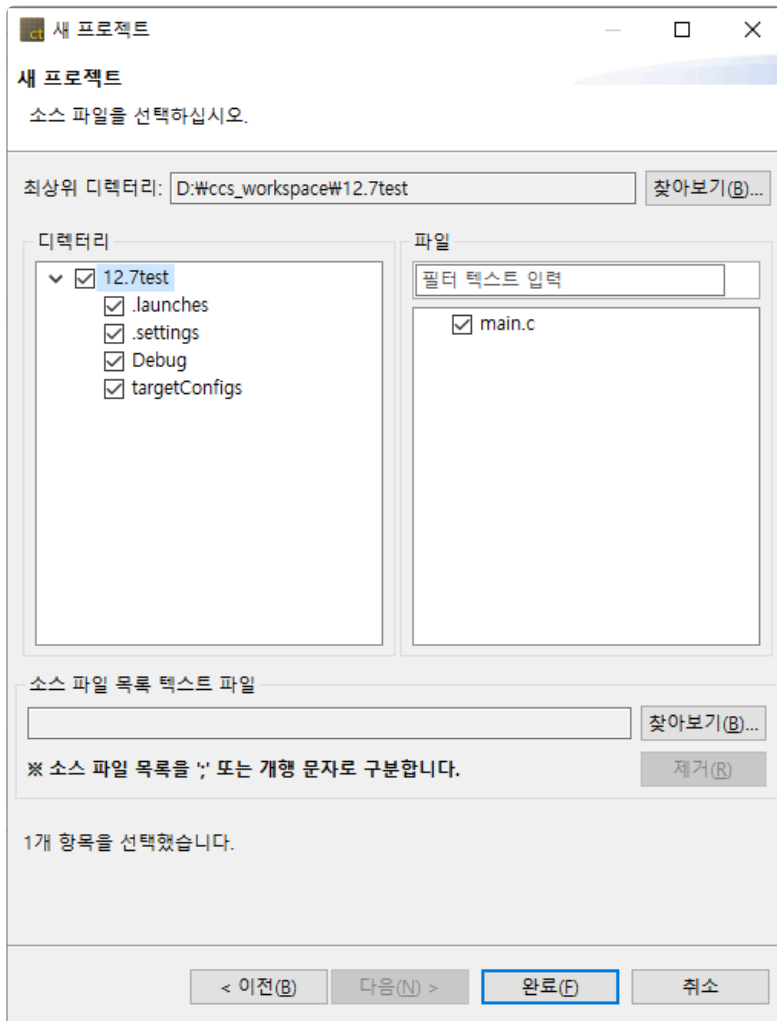 ct 새 프로젝트
새 프로젝트
소스 파일을 선택하십시오.
최상위 디렉터리: D:₩ccs_workspace₩12.7test 찾아보기(B)...
디렉터리
12.7test
.launches
.settings
Debug
targetConfigs
파일
필터 텍스트 입력
main.c
소스 파일 목록 텍스트 파일
찾아보기(B)...
※ 소스 파일 목록을 ';' 또는 개행 문자로 구분합니다.
제거(R)
1개 항목을 선택했습니다.
< 이전(B) 다음(N) > 완료(F) 취소